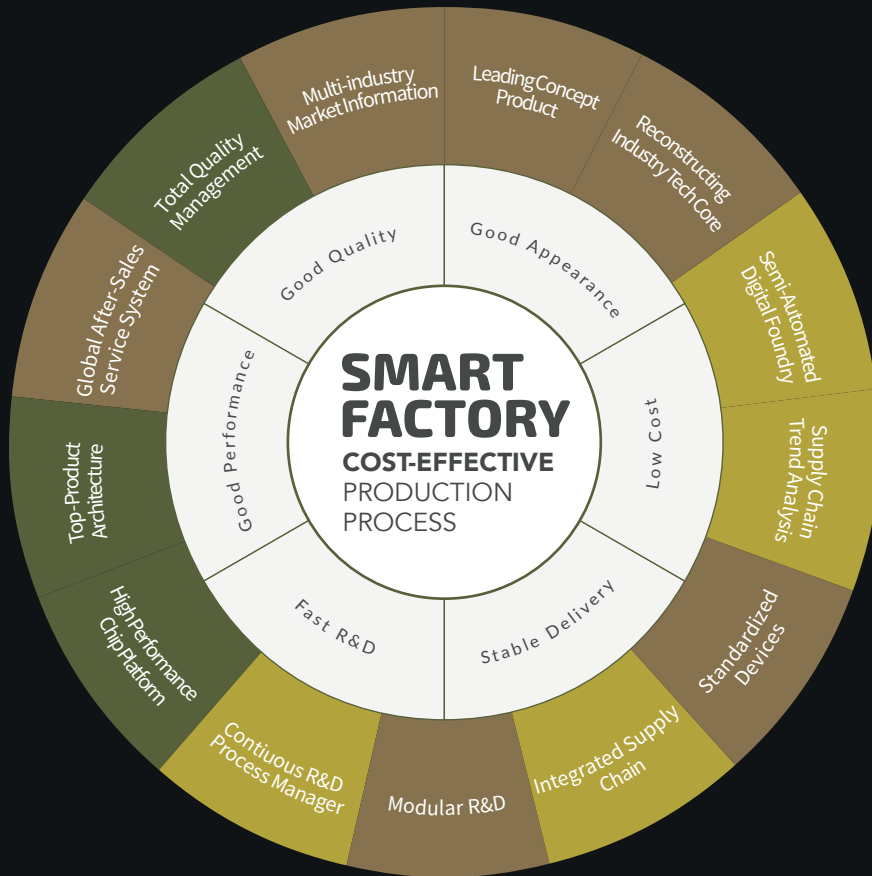 SMART
FACTORY
COST-EFFECTIVE
PRODUCTION
PROCESS
Good Quality
Good Appearance
Low Cost
Stable Delivery
Fast R&D
Good Performance
Multi-industry
Market Information
Leading Concept
Product
Reconstructing
Industry Tech Core
Semi-Automated
Digital Foundry
Supply Chain
Trend Analysis
Standardized
Devices
Integrated Supply
Chain
Modular R&D
Contiuous R&D
Process Manager
High Performance
Chip Platform
Top-Product
Architecture
Global After-Sales
Service System
Total Quality
Management